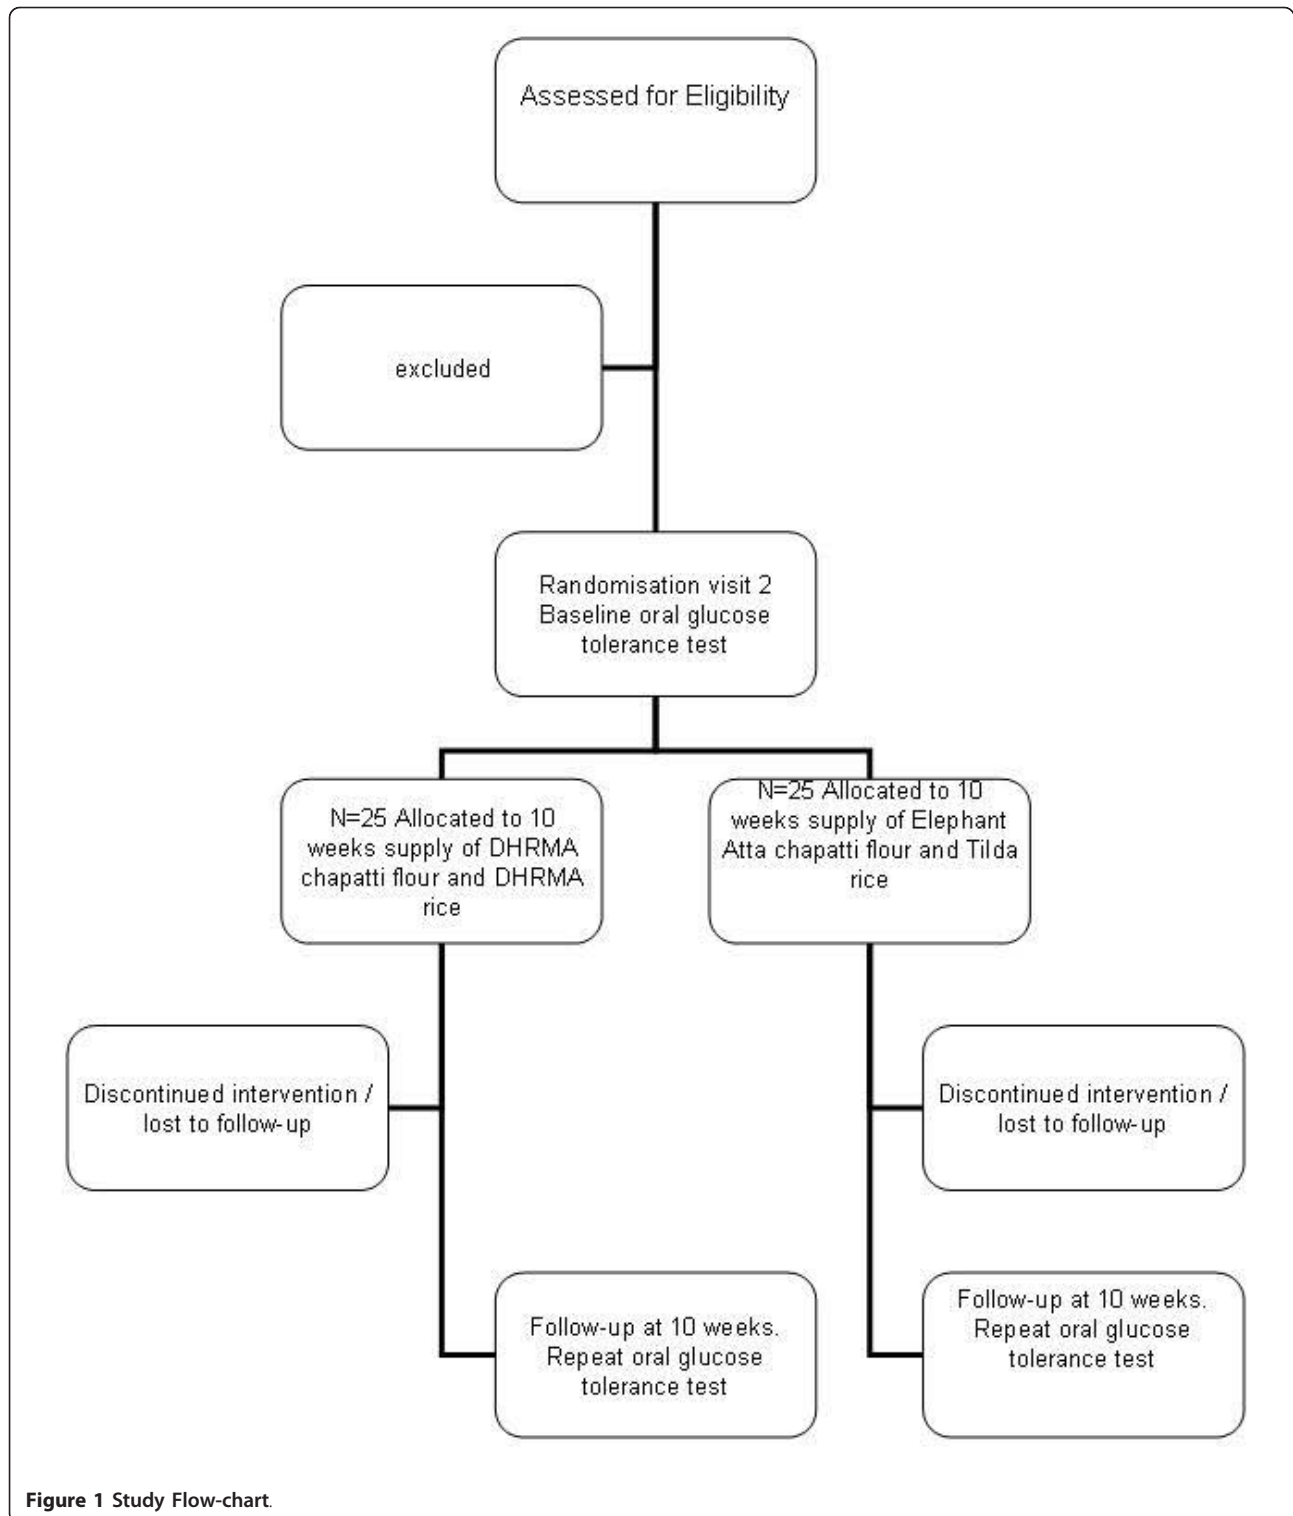 Assessed for Eligibility
excluded
Randomisation visit 2
Baseline oral glucose
tolerance test
N=25 Allocated to 10
weeks supply of DHRMA
chapatti flour and DHRMA
rice
N=25 Allocated to 10
weeks supply of Elephant
Atta chapatti flour and Tilda
rice
Discontinued intervention /
lost to follow-up
Discontinued intervention /
lost to follow-up
Follow-up at 10 weeks.
Repeat oral glucose
tolerance test
Follow-up at 10 weeks.
Repeat oral glucose
tolerance test
Figure 1 Study Flow-chart.